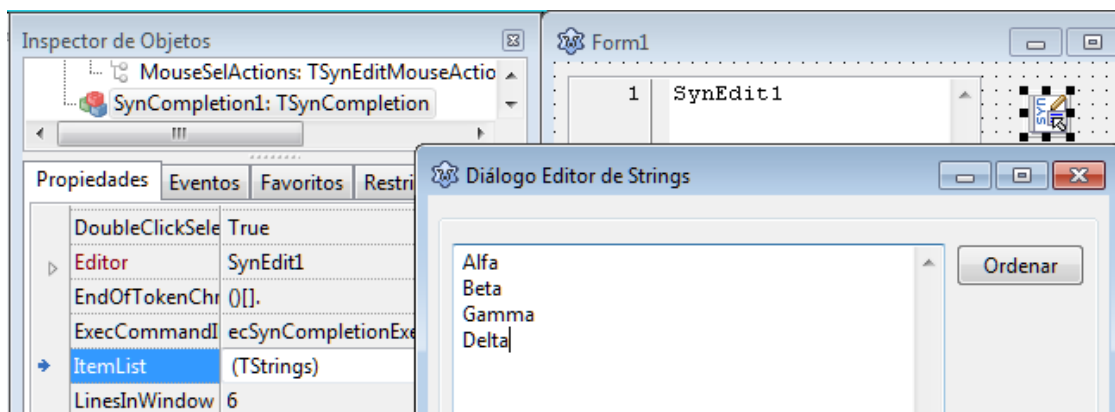 Inspector de Objetos
MouseSelActions: TSynEditMouseActio
SynCompletion1: TSynCompletion
Propiedades Eventos Favoritos Restri
DoubleClickSele True
Editor SynEdit1
EndOfTokenChr ()[].
ExecCommandI ecSynCompletionExe
ItemList (TStrings)
LinesInWindow 6
Form1
1 SynEdit1
SYN
Diálogo Editor de Strings
Alfa
Beta
Gamma
Delta
Ordenar